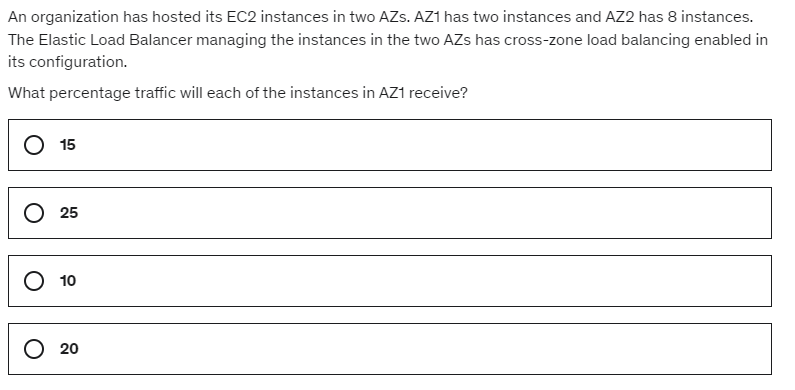 An organization has hosted its EC2 instances in two AZs. AZ1 has two instances and AZ2 has 8 instances.
The Elastic Load Balancer managing the instances in the two AZs has cross-zone load balancing enabled in
its configuration.
What percentage traffic will each of the instances in AZ1 receive?
15
25
10
20